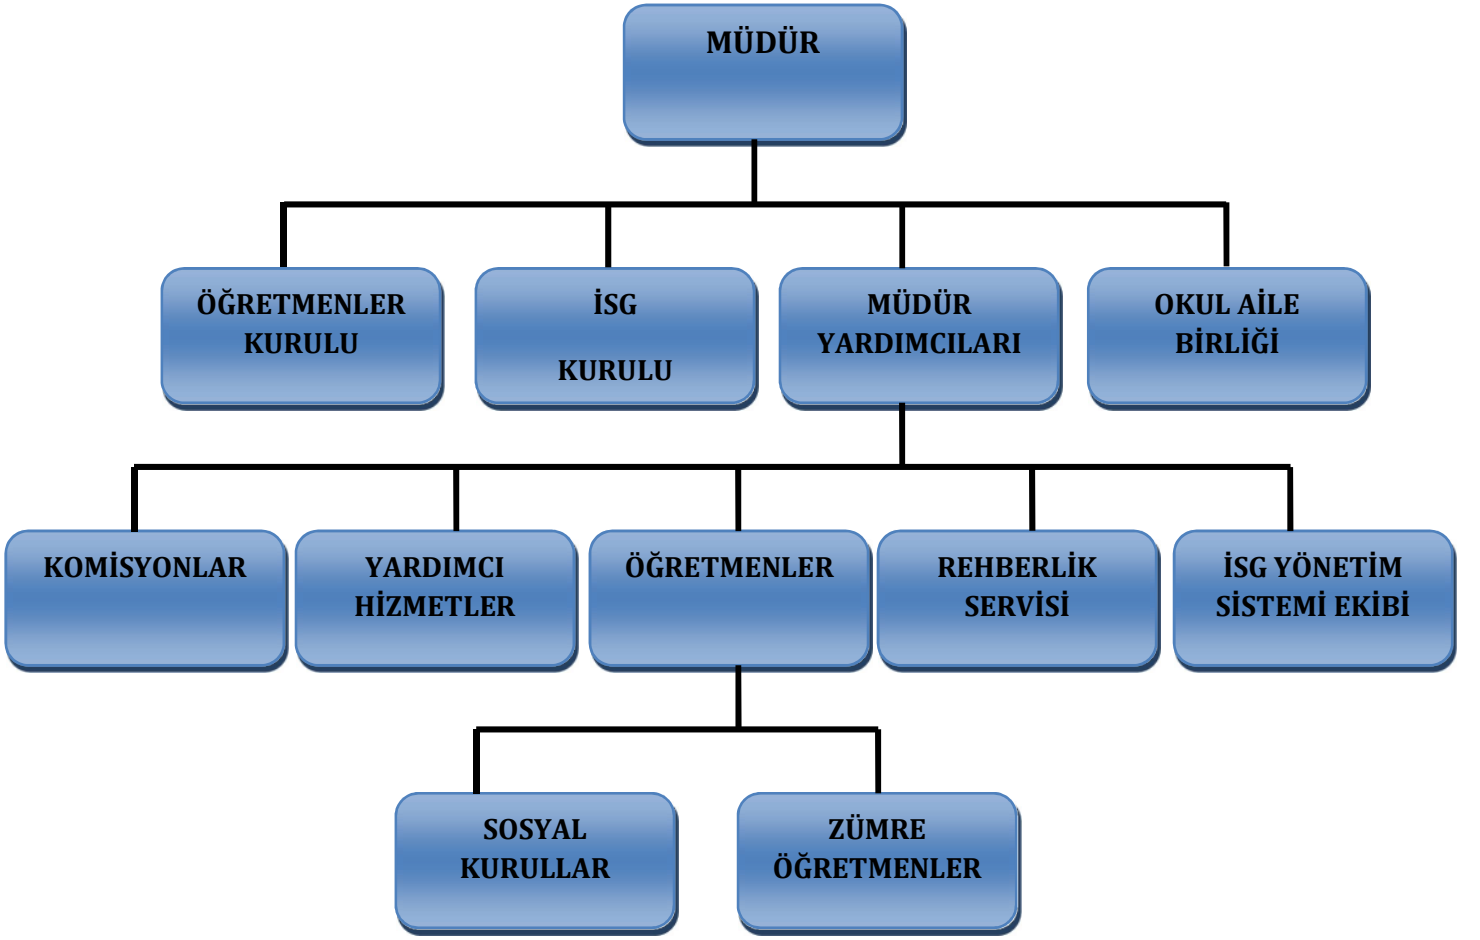 MÜDÜR
ÖĞRETMENLER
KURULU
İSG
KURULU
MÜDÜR
YARDIMCILARI
OKUL AİLE
BİRLİĞİ
KOMİSYONLAR
YARDIMCI
HİZMETLER
ÖĞRETMENLER
REHBERLİK
SERVİSİ
İSG YÖNETİM
SİSTEMİ EKİBİ
SOSYAL
KURULLAR
ZÜMRE
ÖĞRETMENLER